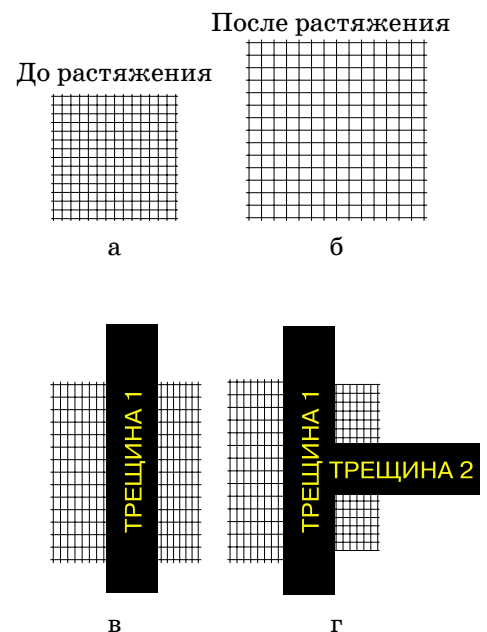 После растяжения
До растяжения
а
б
ТРЕЩИНА 1
ТРЕЩИНА 1
ТРЕЩИНА 2
в
г